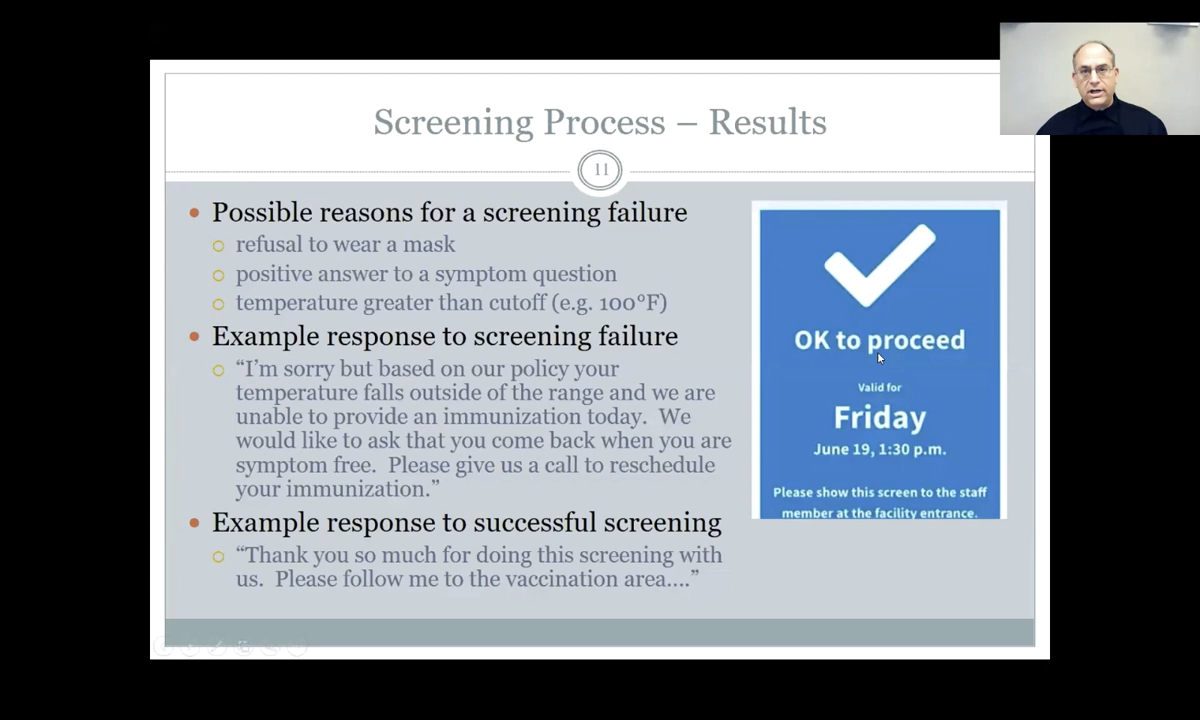 Screening Process – Results
11
• Possible reasons for a screening failure
refusal to wear a mask
positive answer to a symptom question
temperature greater than cutoff (e.g. 100°F)
• Example response to screening failure
“I’m sorry but based on our policy your
temperature falls outside of the range and we are
unable to provide an immunization today.  We
would like to ask that you come back when you are
symptom free.  Please give us a call to reschedule
your immunization.”
• Example response to successful screening
“Thank you so much for doing this screening with
us.  Please follow me to the vaccination area….”
OK to proceed
Valid for
Friday
June 19, 1:30 p.m.
Please show this screen to the staff
member at the facility entrance.